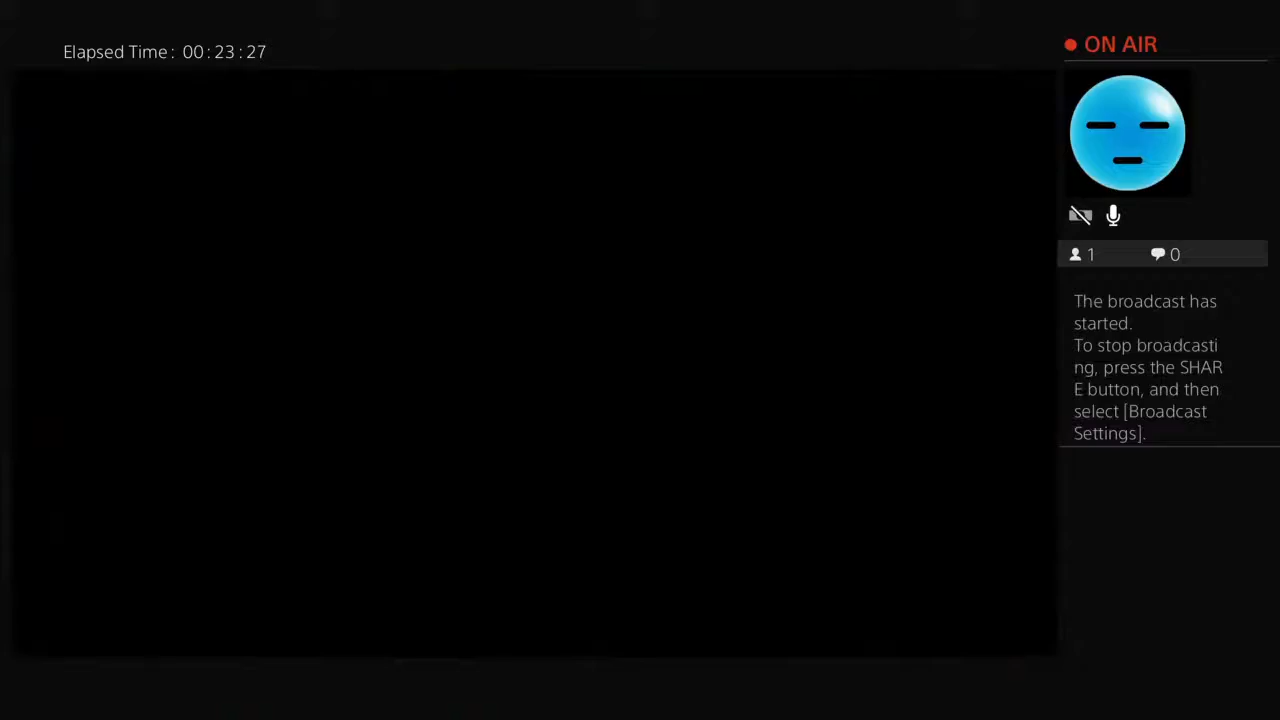 Elapsed Time: 00:23:27
ON AIR
1 0
The broadcast has
started.
To stop broadcasti
ng, press the SHAR
E button, and then
select [Broadcast
Settings].